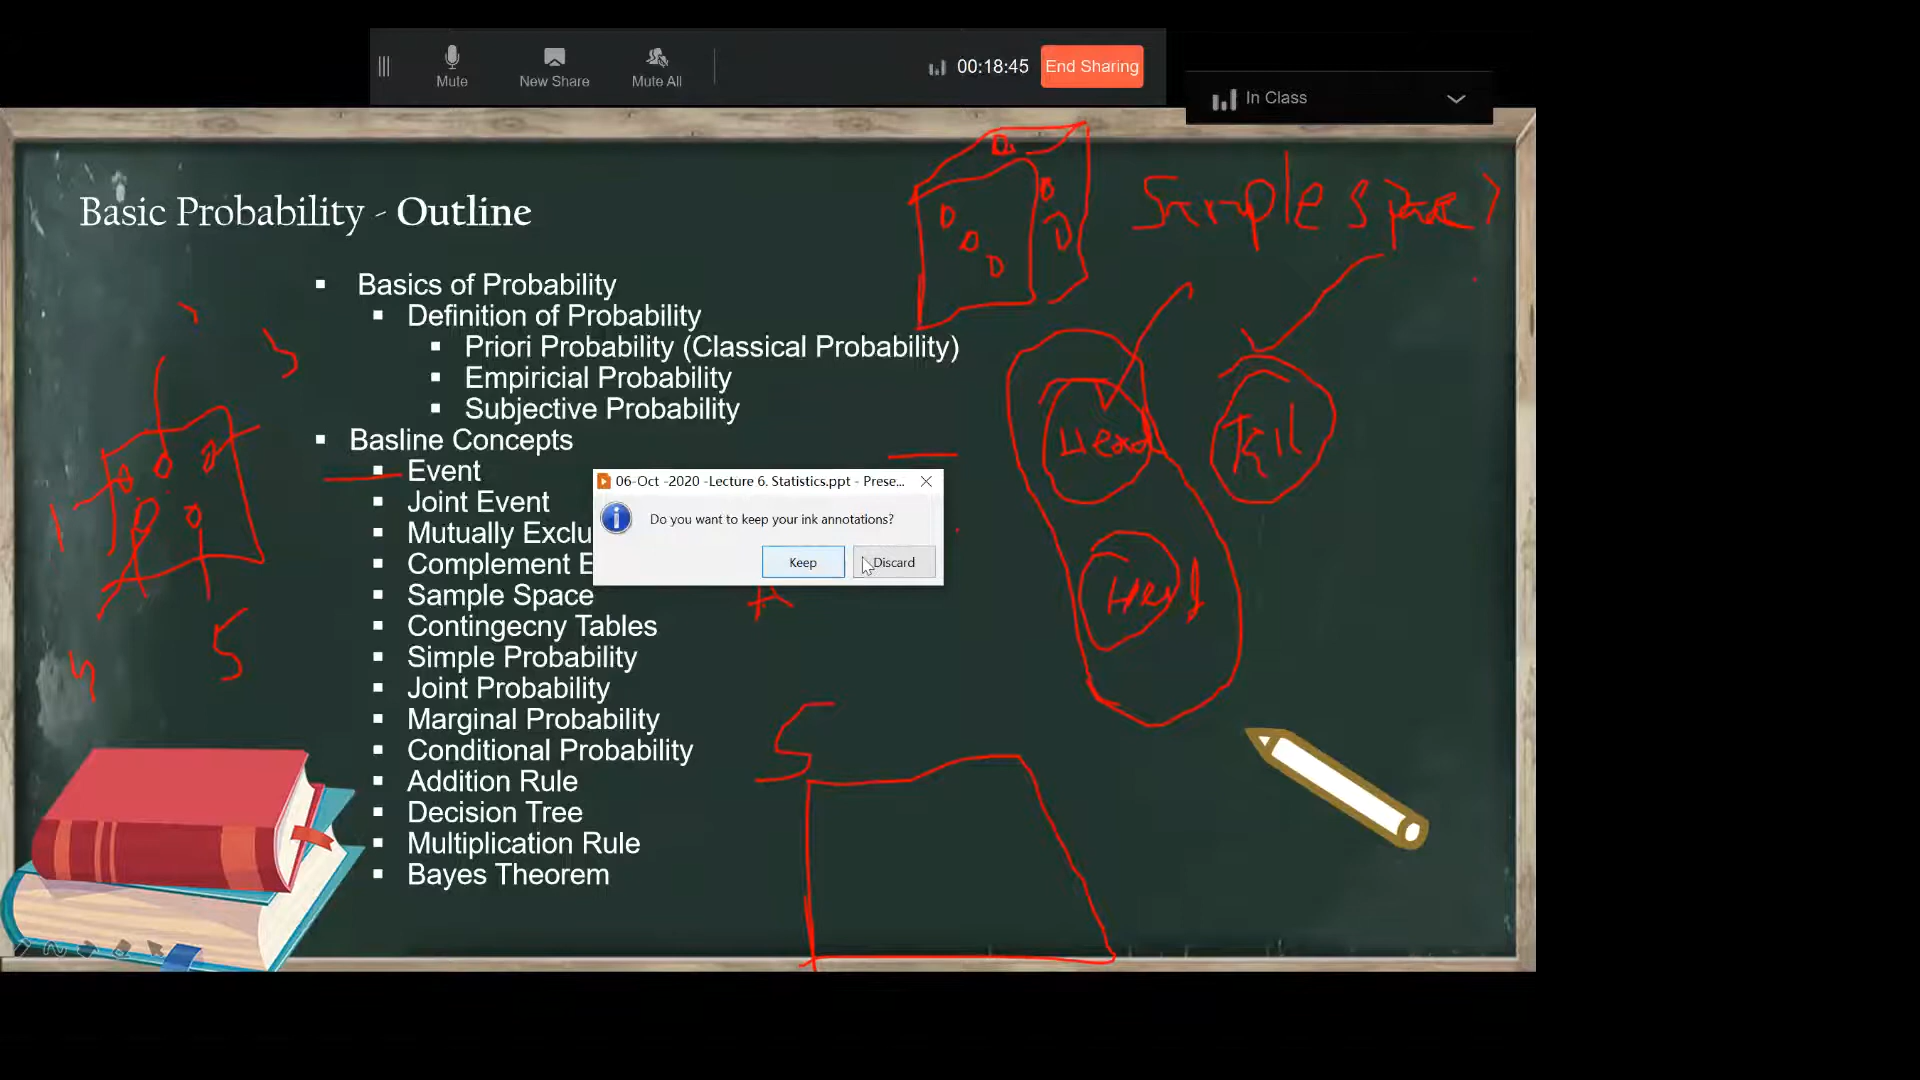 Mute
New Share
Mute All
00:18:45
End Sharing
In Class
Basic Probability - Outline
Sample space
Basics of Probability
Definition of Probability
Priori Probability (Classical Probability)
Empiricial Probability
Subjective Probability
Basline Concepts
Event
Joint Event
Mutually Exclu
Complement E
Sample Space
Contingecny Tables
Simple Probability
Joint Probability
Marginal Probability
Conditional Probability
Addition Rule
Decision Tree
Multiplication Rule
Bayes Theorem
06-Oct -2020 -Lecture 6. Statistics.ppt - Prese...
Do you want to keep your ink annotations?
Keep
Discard
Head
1
3
4
5
S
A